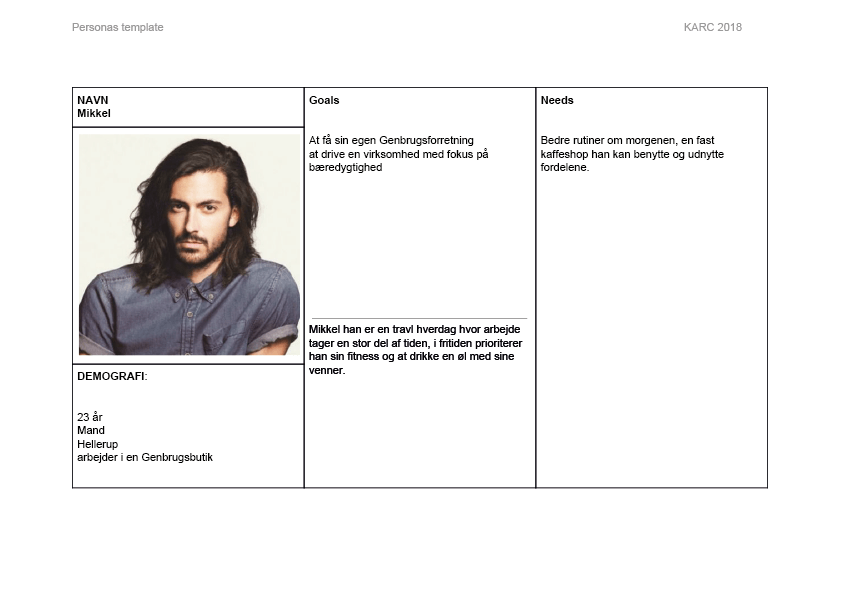 Personas template
KARC 2018
NAVN
Mikkel
DEMOGRAFI:
23 år
Mand
Hellerup
arbejder i en Genbrugsbutik
Goals
At få sin egen Genbrugsforretning
at drive en virksomhed med fokus på
bæredygtighed
Mikkel han er en travl hverdag hvor arbejde
tager en stor del af tiden, i fritiden prioriterer
han sin fitness og at drikke en øl med sine
venner.
Needs
Bedre rutiner om morgenen, en fast
kaffeshop han kan benytte og udnytte
fordelene.